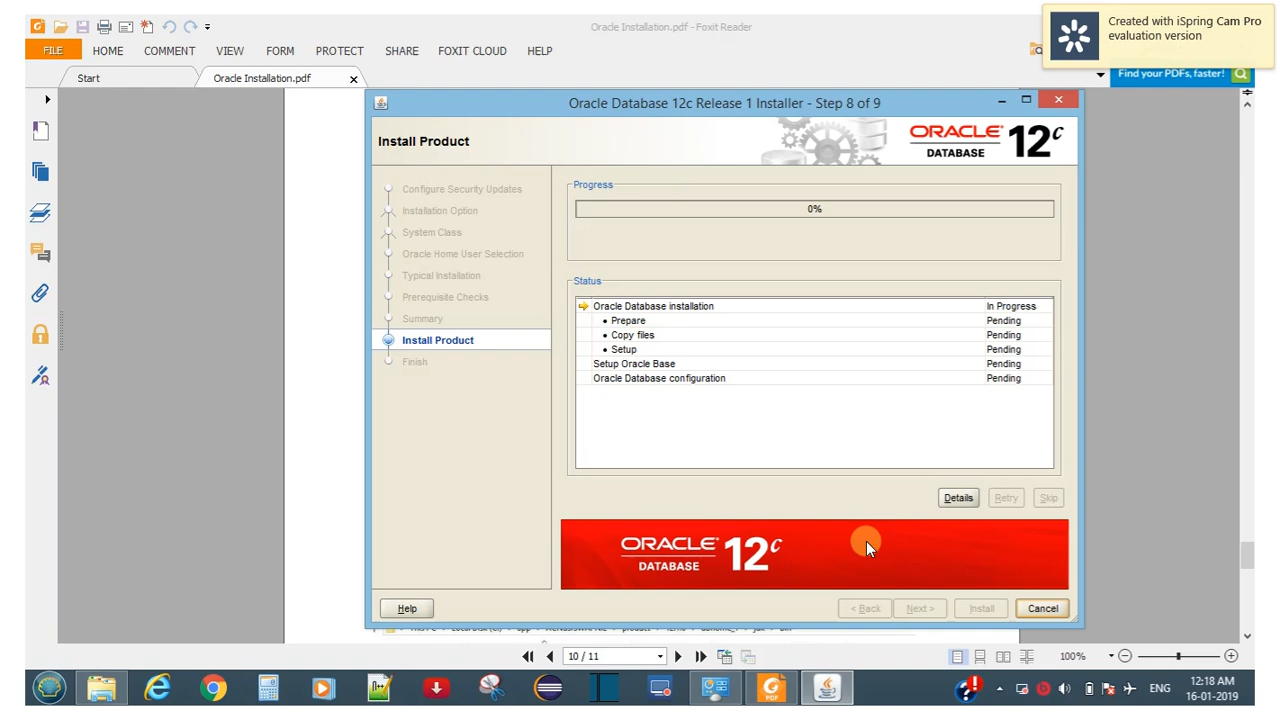 Oracle Installation.pdf - Foxit Reader
Created with iSpring Cam Pro
evaluation version
FILE HOME COMMENT VIEW FORM PROTECT SHARE FOXIT CLOUD HELP
Start
Oracle Installation.pdf
Find your PDFs, faster!
Oracle Database 12c Release 1 Installer - Step 8 of 9
Install Product
ORACLE
DATABASE
12c
Configure Security Updates
Installation Option
System Class
Oracle Home User Selection
Typical Installation
Prerequisite Checks
Summary
Install Product
Finish
Progress
0%
Status
Oracle Database installation In Progress
• Prepare Pending
• Copy files Pending
• Setup Pending
Setup Oracle Base Pending
Oracle Database configuration Pending
Details Retry Skip
ORACLE
DATABASE
12c
Help < Back Next > Install Cancel
10 / 11
100%
ENG
12:18 AM
16-01-2019